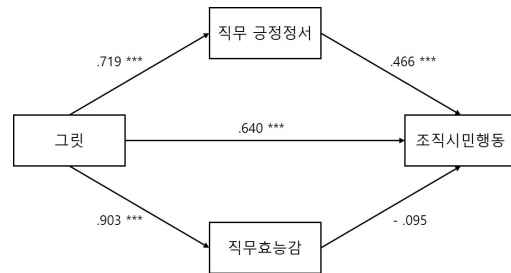 직무 긍정정서
.719 ***
.466 ***
그릿
.640 ***
조직시민행동
.903 ***
- .095
직무효능감